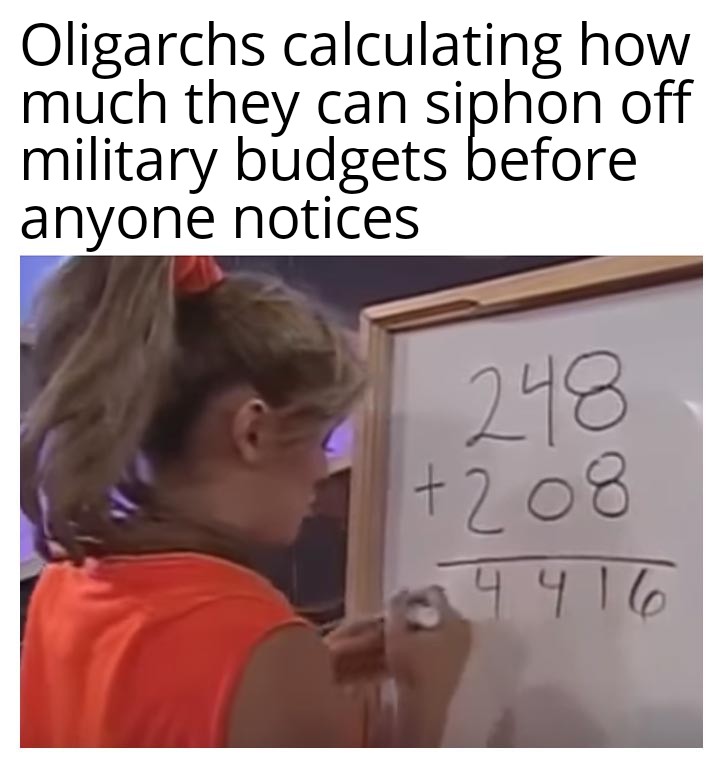 Oligarchs calculating how
much they can siphon off
military budgets before
anyone notices
248
+208
4416